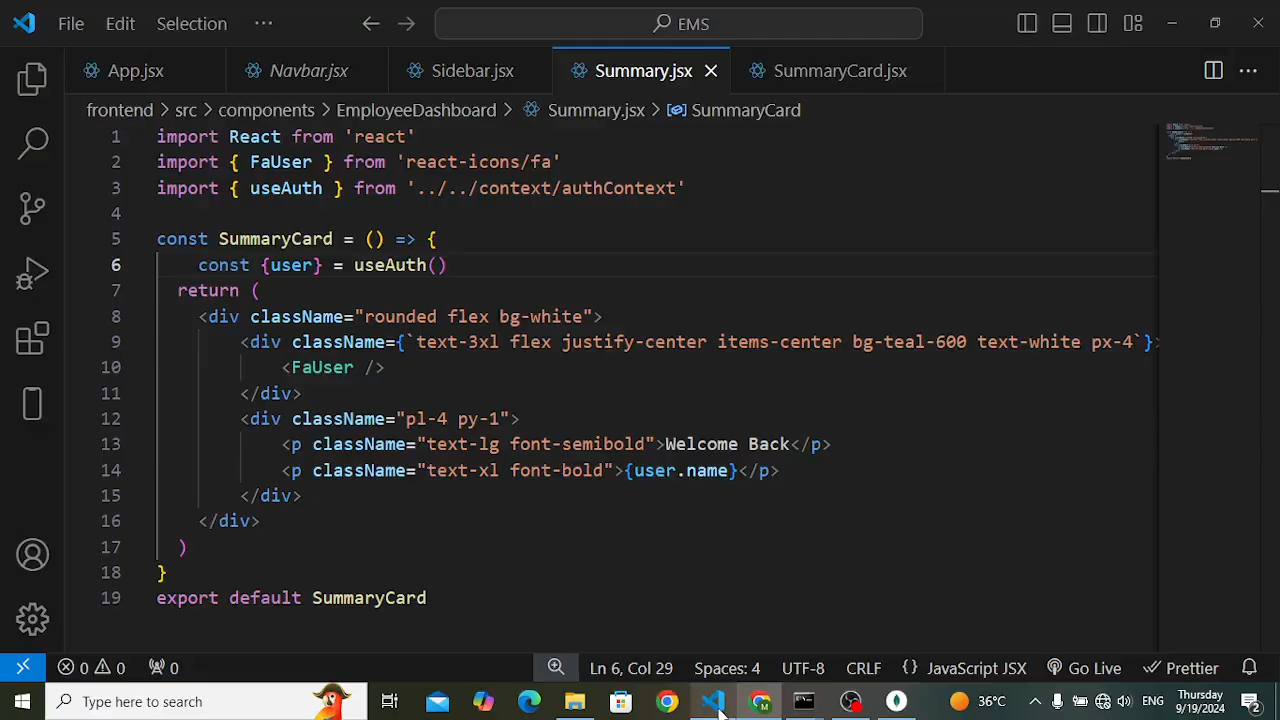 File Edit Selection ··· EMS
App.jsx Navbar.jsx Sidebar.jsx Summary.jsx SummaryCard.jsx
frontend > src > components > EmployeeDashboard > Summary.jsx > SummaryCard
1 import React from 'react'
2 import { FaUser } from 'react-icons/fa'
3 import { useAuth } from '../../context/authContext'
4
5 const SummaryCard = () => {
6 const {user} = useAuth()
7 return (
8 <div className="rounded flex bg-white">
9 <div className={`text-3xl flex justify-center items-center bg-teal-600 text-white px-4`}>
10 <FaUser />
11 </div>
12 <div className="pl-4 py-1">
13 <p className="text-lg font-semibold">Welcome Back</p>
14 <p className="text-xl font-bold">{user.name}</p>
15 </div>
16 </div>
17 )
18 }
19 export default SummaryCard
0 0 0 Ln 6, Col 29 Spaces: 4 UTF-8 CRLF {} JavaScript JSX Go Live Prettier
Type here to search 36°C ENG Thursday
9/19/2024 2